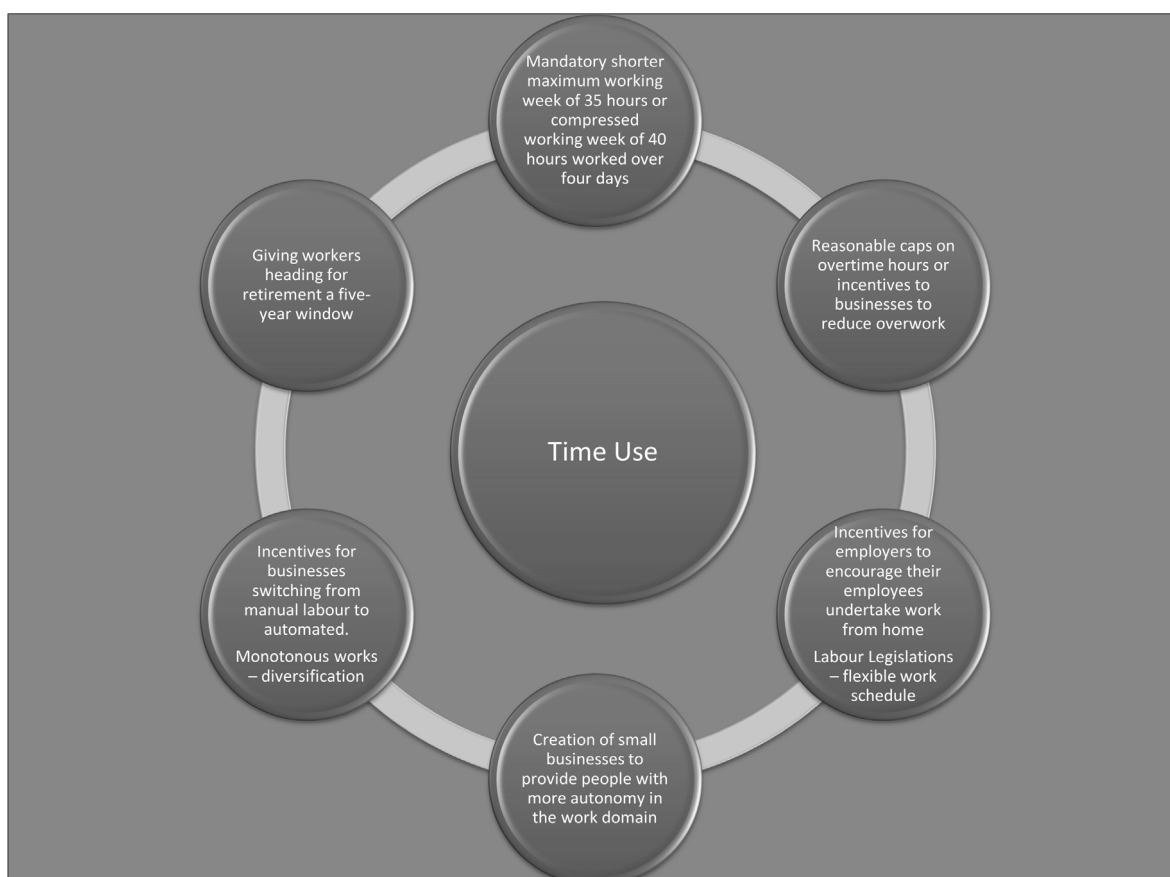 Mandatory shorter
maximum working
week of 35 hours or
compressed
working week of 40
hours worked over
four days
Reasonable caps on
overtime hours or
incentives to
businesses to
reduce overwork
Incentives for
employers to
encourage their
employees
undertake work
from home
Labour Legislations
– flexible work
schedule
Creation of small
businesses to
provide people with
more autonomy in
the work domain
Incentives for
businesses
switching from
manual labour to
automated.
Monotonous works
– diversification
Giving workers
heading for
retirement a five-
year window
Time Use